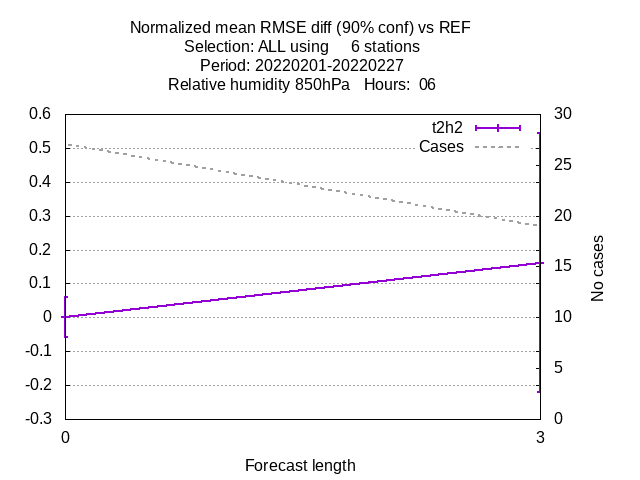 Normalized mean RMSE diff (90% conf) vs REF
Selection: ALL using     6 stations
Period: 20220201-20220227
Relative humidity 850hPa   Hours:  06
t2h2
Cases
0.6
0.5
0.4
0.3
0.2
0.1
0
-0.1
-0.2
-0.3
30
25
20
15
10
5
0
No cases
0
3
Forecast length